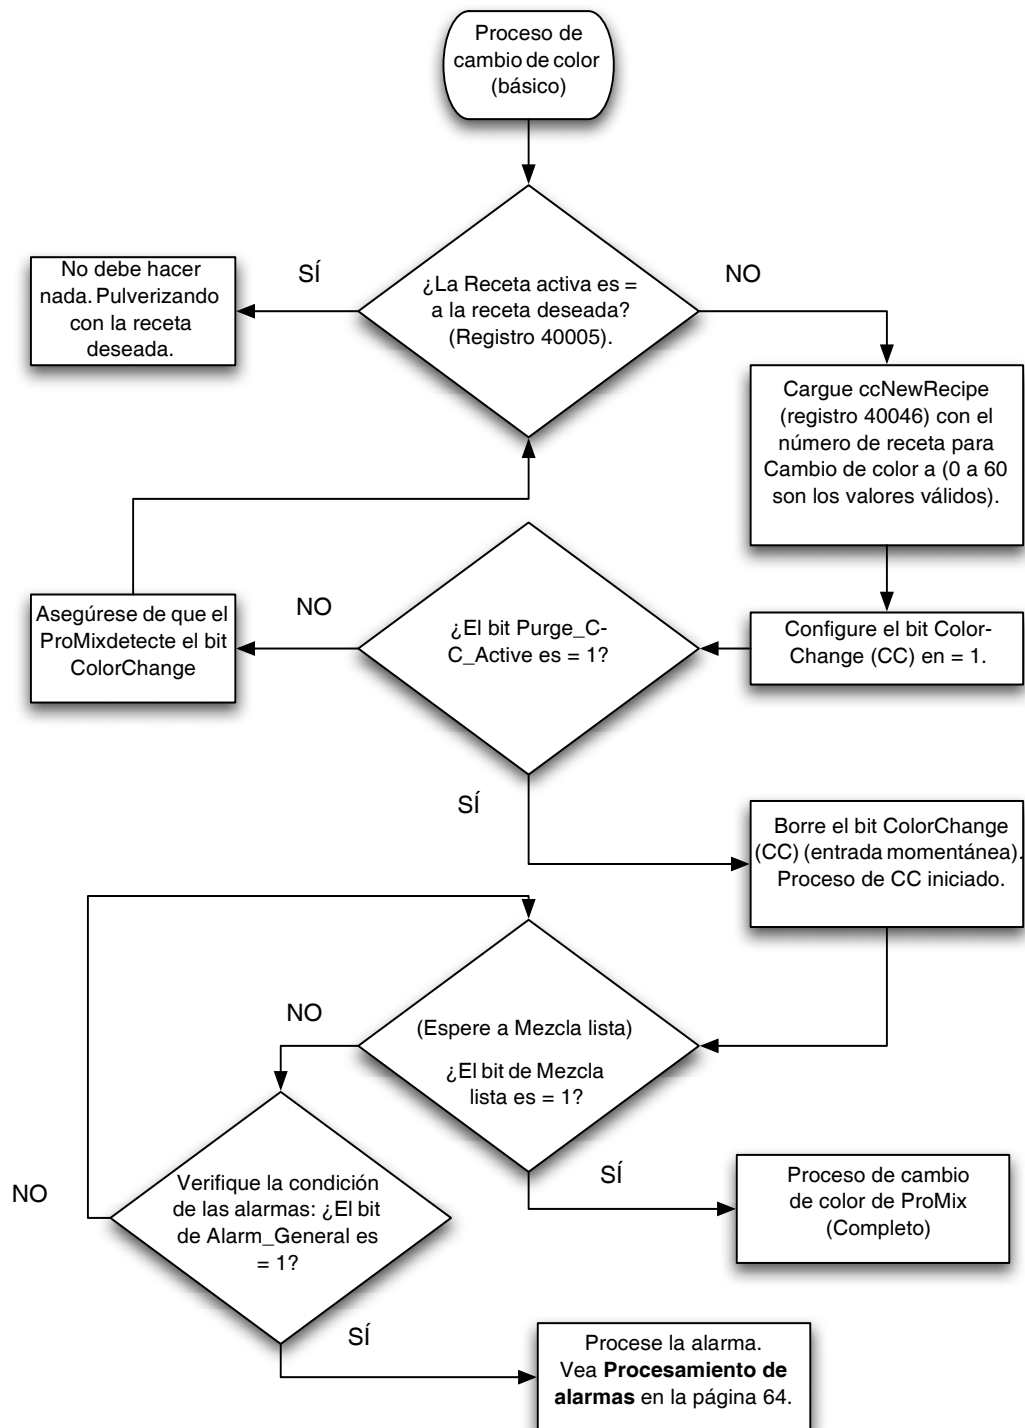 Proceso de
cambio de color
(básico)
SÍ
NO
No debe hacer
nada. Pulverizando
con la receta
deseada.
¿La Receta activa es =
a la receta deseada?
(Registro 40005).
Cargue ccNewRecipe
(registro 40046) con el
número de receta para
Cambio de color a (0 a 60
son los valores válidos).
Asegúrese de que el
ProMixdetecte el bit
ColorChange
NO
¿El bit Purge_C-
C_Active es = 1?
Configure el bit Color-
Change (CC) en = 1.
SÍ
Borre el bit ColorChange
(CC) (entrada momentánea).
Proceso de CC iniciado.
NO
(Espere a Mezcla lista)
¿El bit de Mezcla
lista es = 1?
SÍ
Proceso de cambio
de color de ProMix
(Completo)
NO
Verifique la condición
de las alarmas: ¿El bit
de Alarm_General es
= 1?
SÍ
Procese la alarma.
Vea Procesamiento de
alarmas en la página 64.